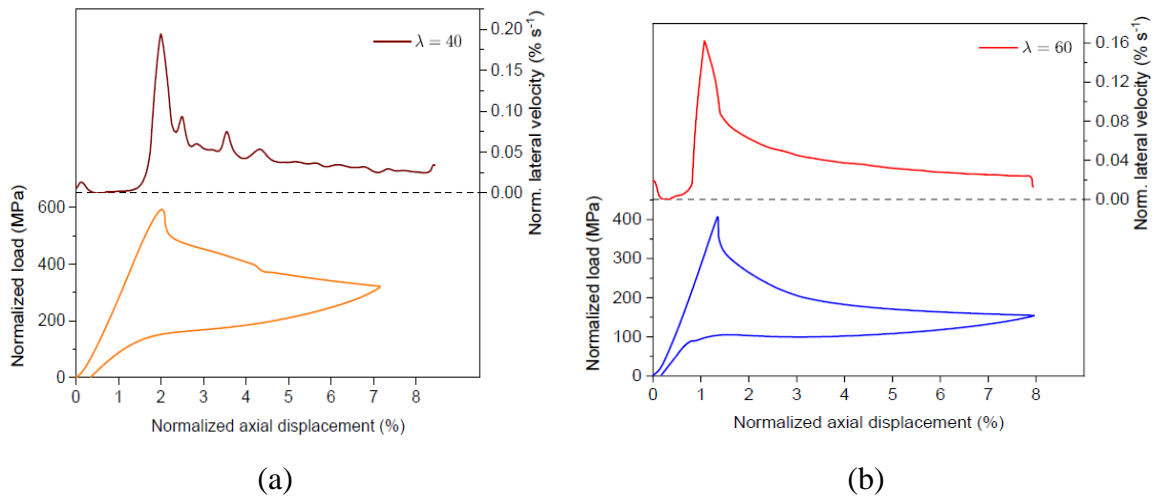 λ = 40
0.20
0.15
0.10
0.05
0.00
Norm. lateral velocity (% s⁻¹)
600
400
200
0
Normalized load (MPa)
0 1 2 3 4 5 6 7 8 9
Normalized axial displacement (%)
(a)
λ = 60
0.16
0.12
0.08
0.04
0.00
Norm. lateral velocity (% s⁻¹)
400
300
200
100
0
Normalized load (MPa)
0 1 2 3 4 5 6 7 8
Normalized axial displacement (%)
(b)